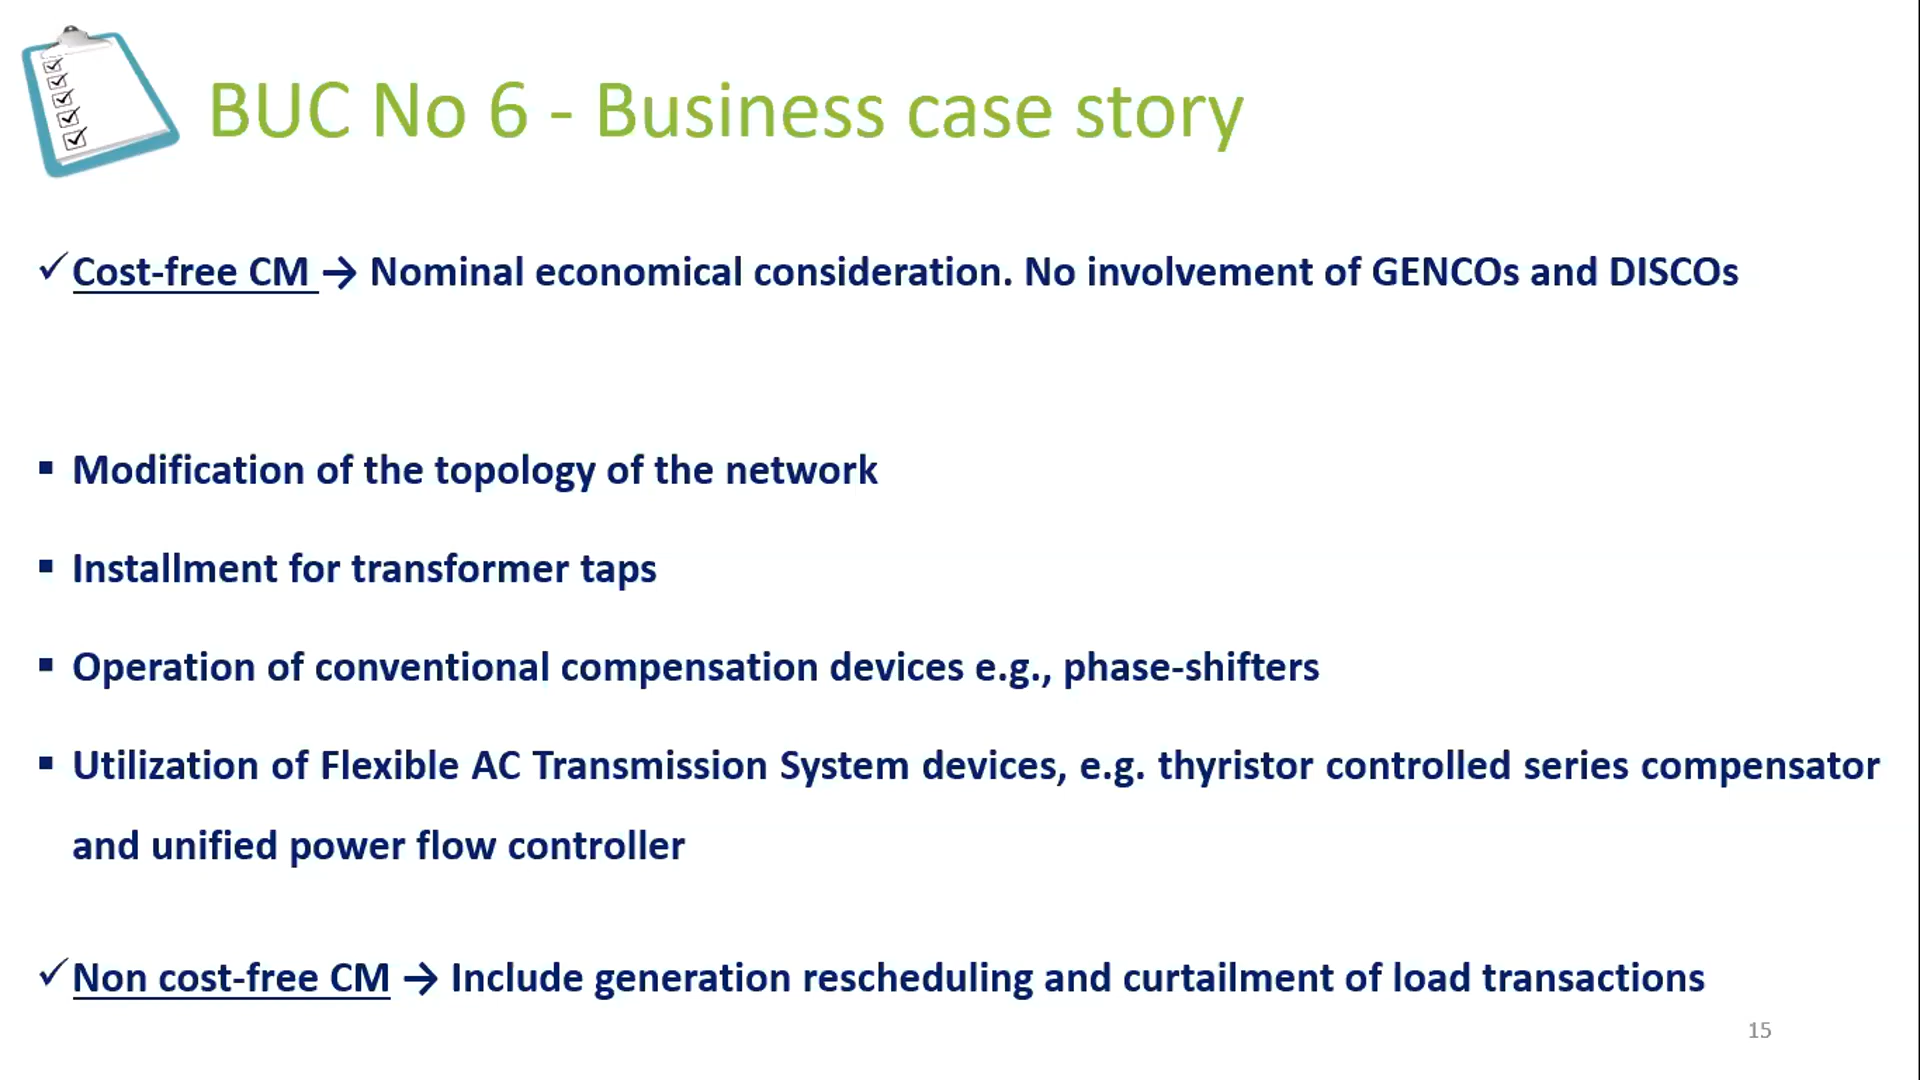 BUC No 6 - Business case story
✓Cost-free CM → Nominal economical consideration. No involvement of GENCOs and DISCOs
▪ Modification of the topology of the network
▪ Installment for transformer taps
▪ Operation of conventional compensation devices e.g., phase-shifters
▪ Utilization of Flexible AC Transmission System devices, e.g. thyristor controlled series compensator
and unified power flow controller
✓Non cost-free CM → Include generation rescheduling and curtailment of load transactions
15